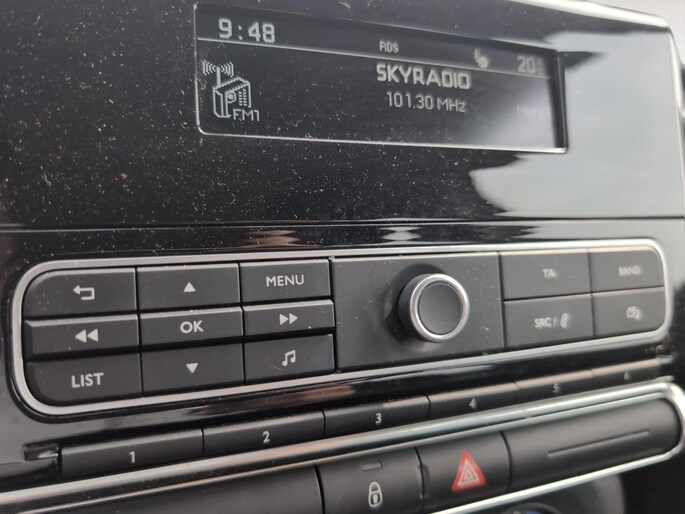 9:48
RDS
20
SKYRADIO
101.30 MHz
FM1
MENU
TA
BAND
OK
SRC /
LIST
1
2
3
4
5
6